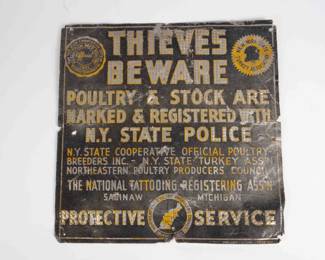 THIEVES
BEWARE
POULTRY & STOCK ARE
MARKED & REGISTERED WITH
N.Y. STATE POLICE
N.Y. STATE COOPERATIVE OFFICIAL POULTRY
BREEDERS INC. - N.Y. STATE TURKEY ASS'N
NORTHEASTERN POULTRY PRODUCERS COUNCIL
THE NATIONAL TATTOOING REGISTERING ASS'N
SAGINAW MICHIGAN
PROTECTIVE SERVICE